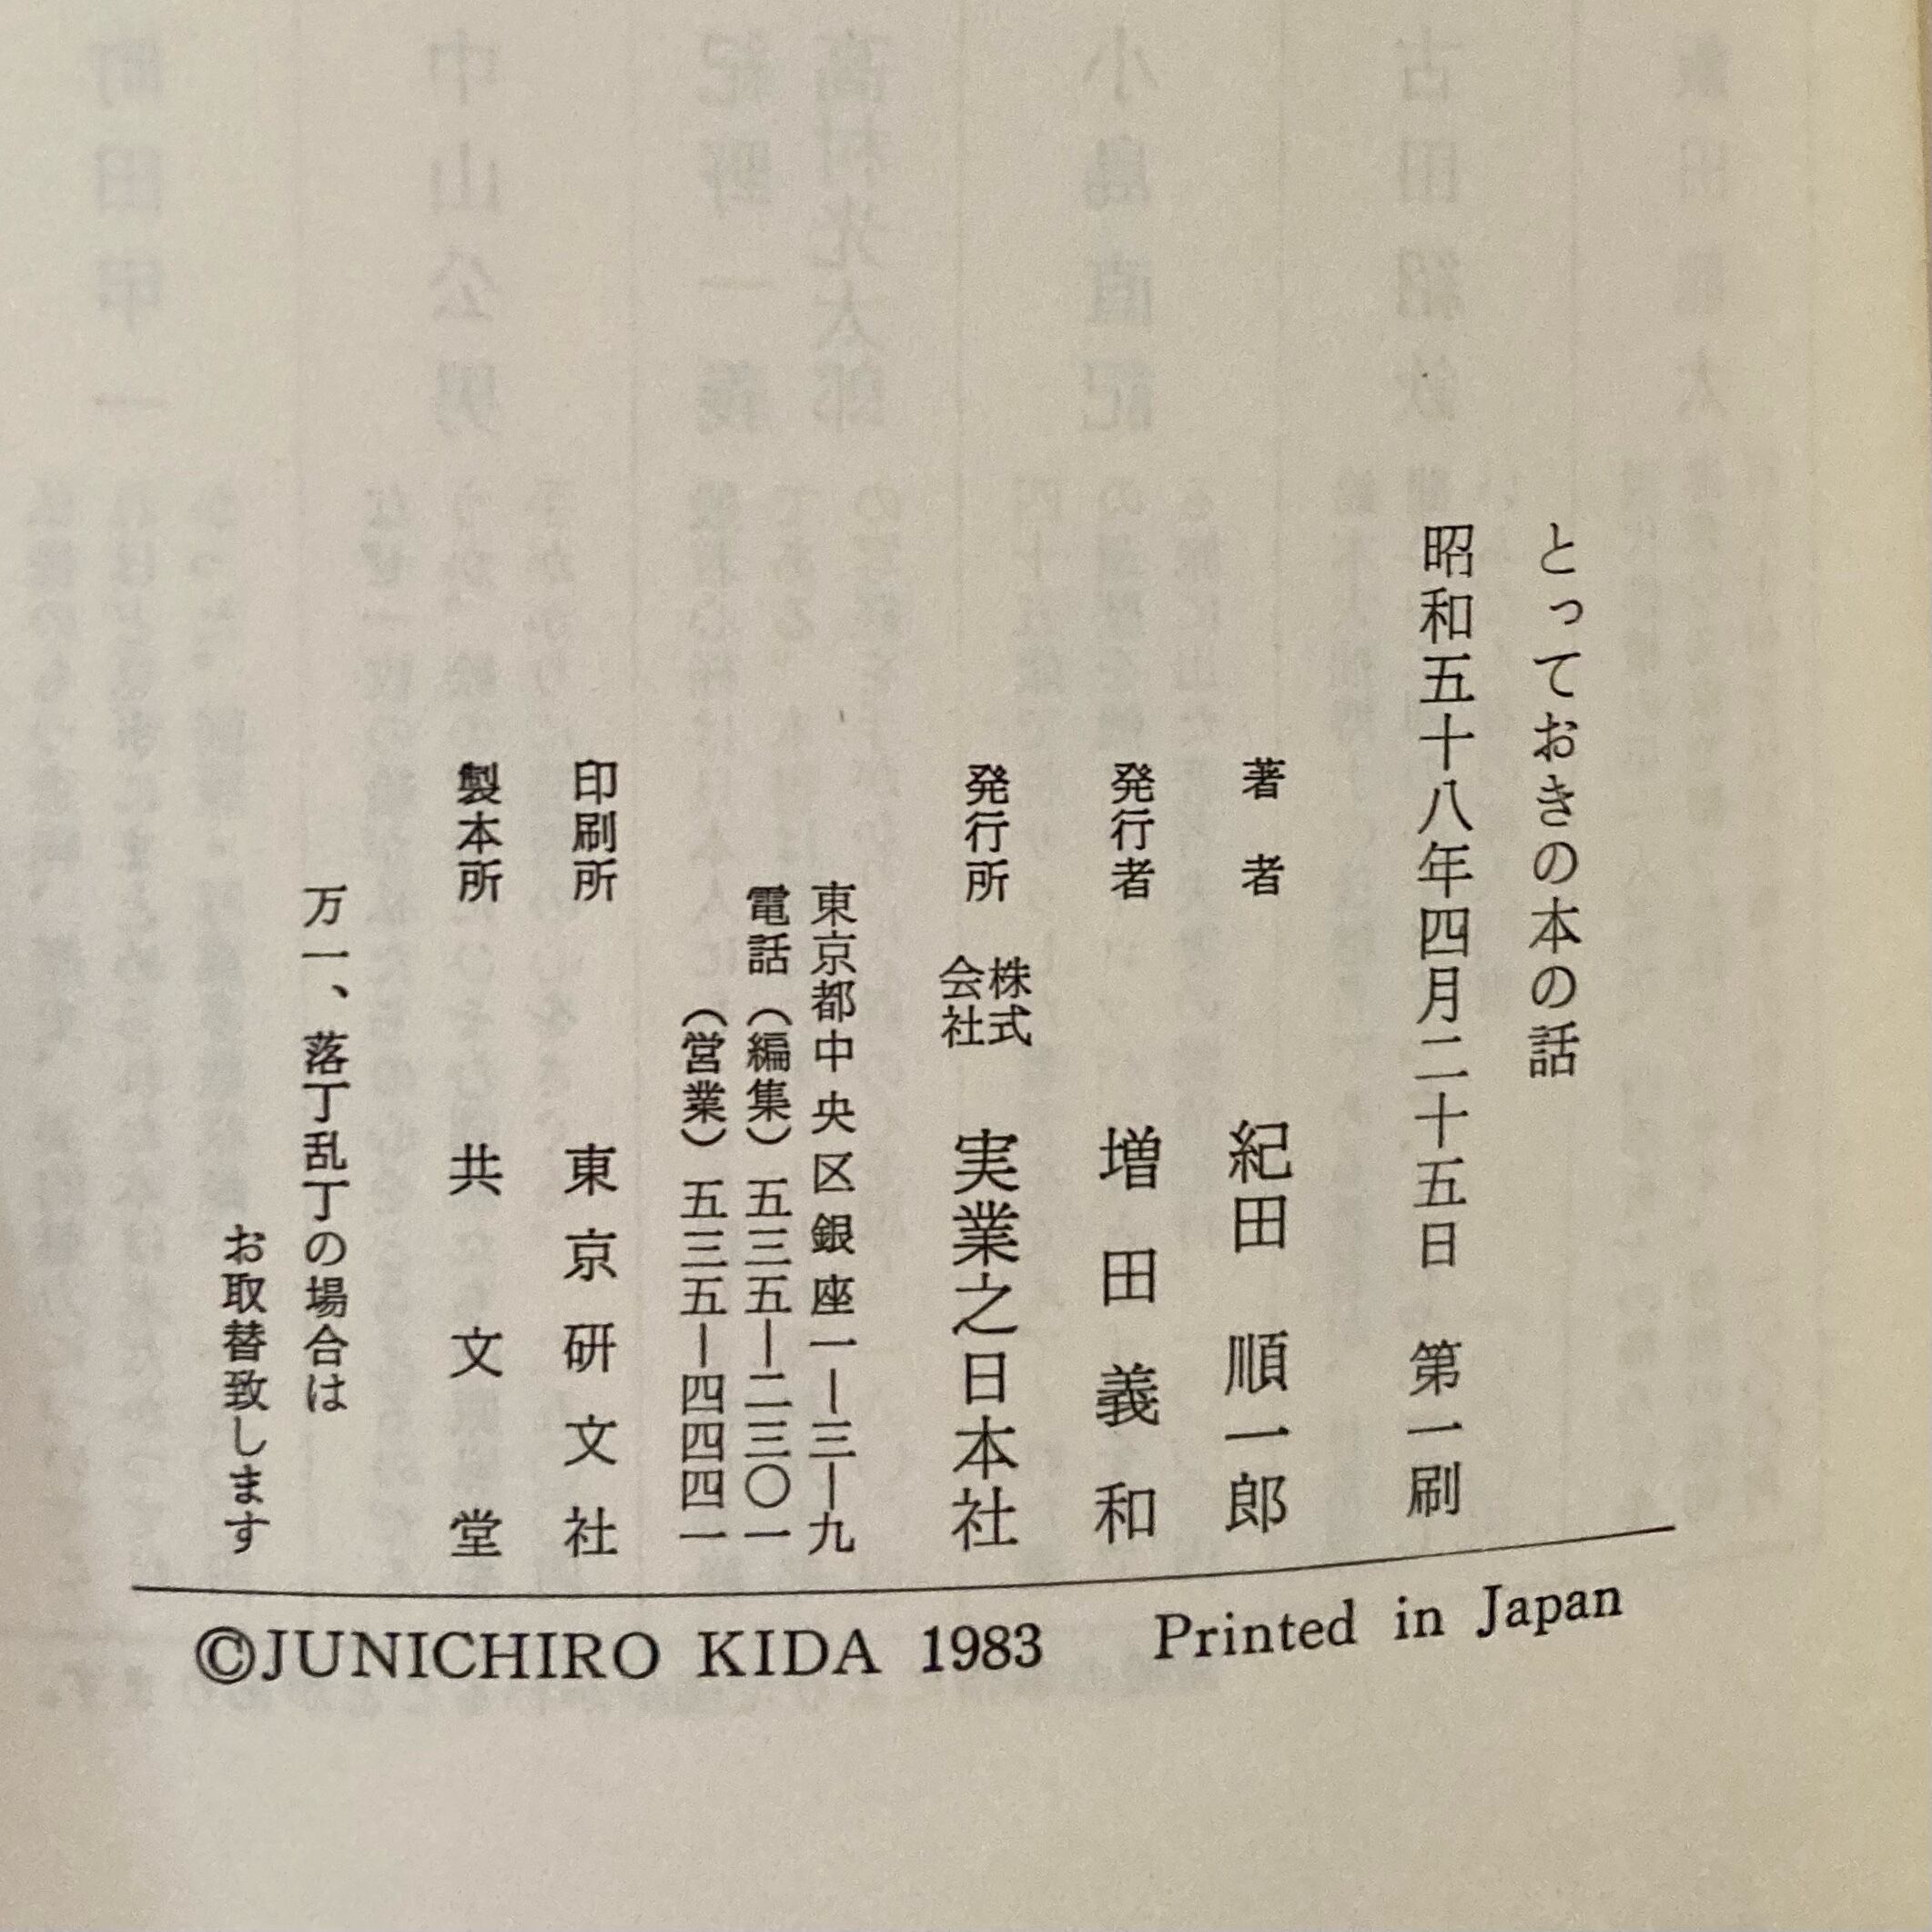 とっておきの本の話
昭和五十八年四月二十五日　第一刷
著　者　紀田　順一郎
発行者　増田義和
発行所　株式会社　実業之日本社
東京都中央区銀座一―三―九
電話（編集）五三五―二三〇一
（営業）五三五―四四四一
印刷所　東京研文社
製本所　共文堂
万一、落丁乱丁の場合は
お取替致します
©JUNICHIRO KIDA 1983　Printed in Japan